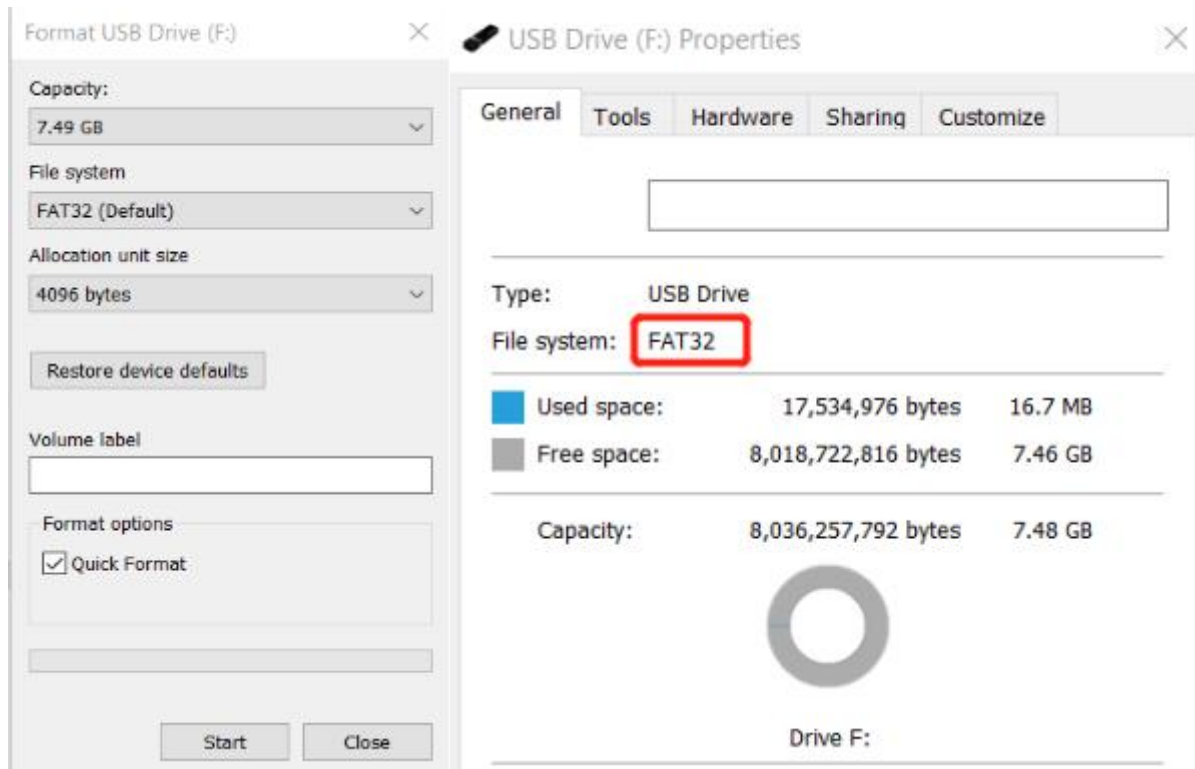 Format USB Drive (F:)
Capacity:
7.49 GB
File system
FAT32 (Default)
Allocation unit size
4096 bytes
Restore device defaults
Volume label
Format options
Quick Format
Start Close
USB Drive (F:) Properties
General Tools Hardware Sharing Customize
Type: USB Drive
File system: FAT32
Used space: 17,534,976 bytes 16.7 MB
Free space: 8,018,722,816 bytes 7.46 GB
Capacity: 8,036,257,792 bytes 7.48 GB
Drive F: